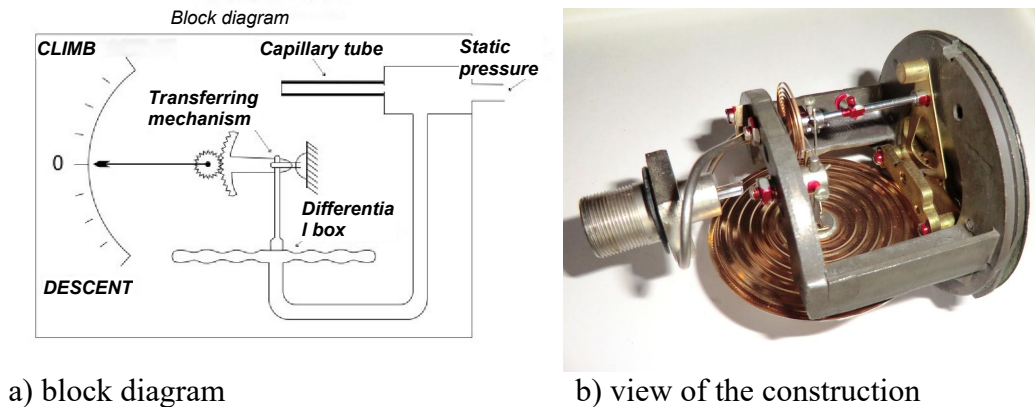 Block diagram
CLIMB
Capillary tube
Static
pressure
Transferring
mechanism
0
Differentia
l box
DESCENT
a) block diagram
b) view of the construction